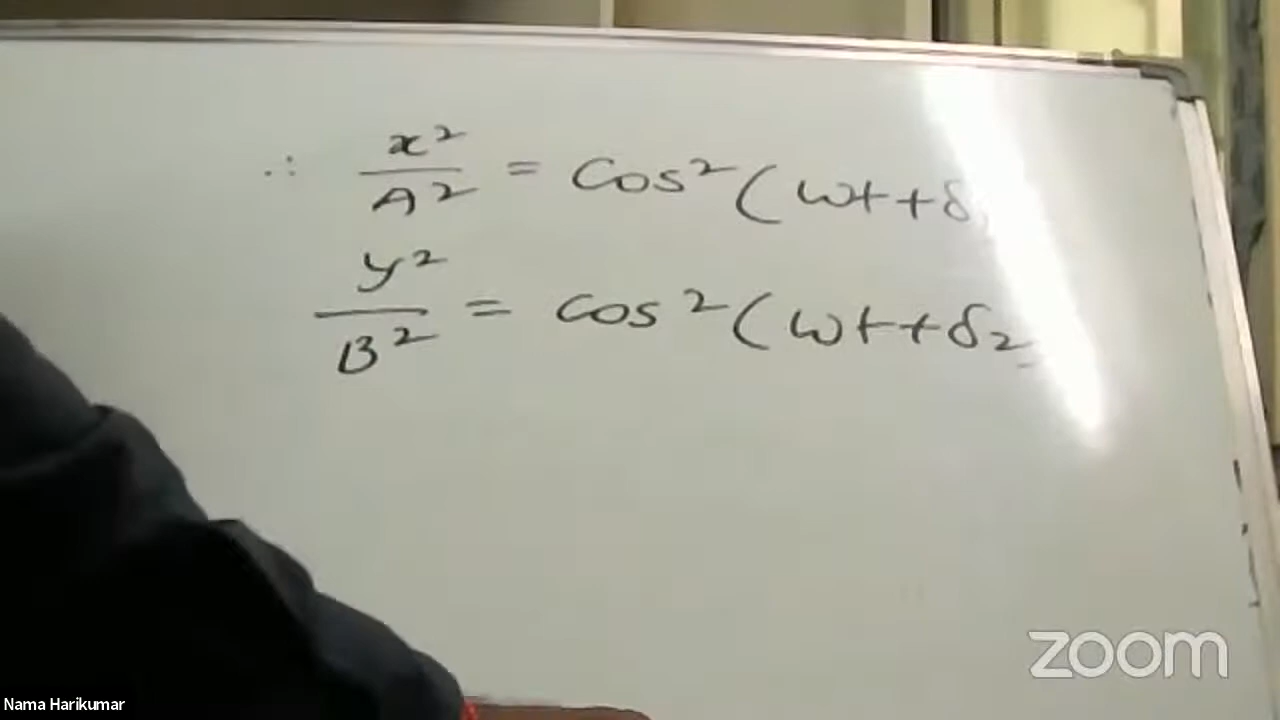 ∴ x²/A² = Cos²(ωt+δ
y²/B² = cos²(ωt+δ₂
zoom
Nama Harikumar